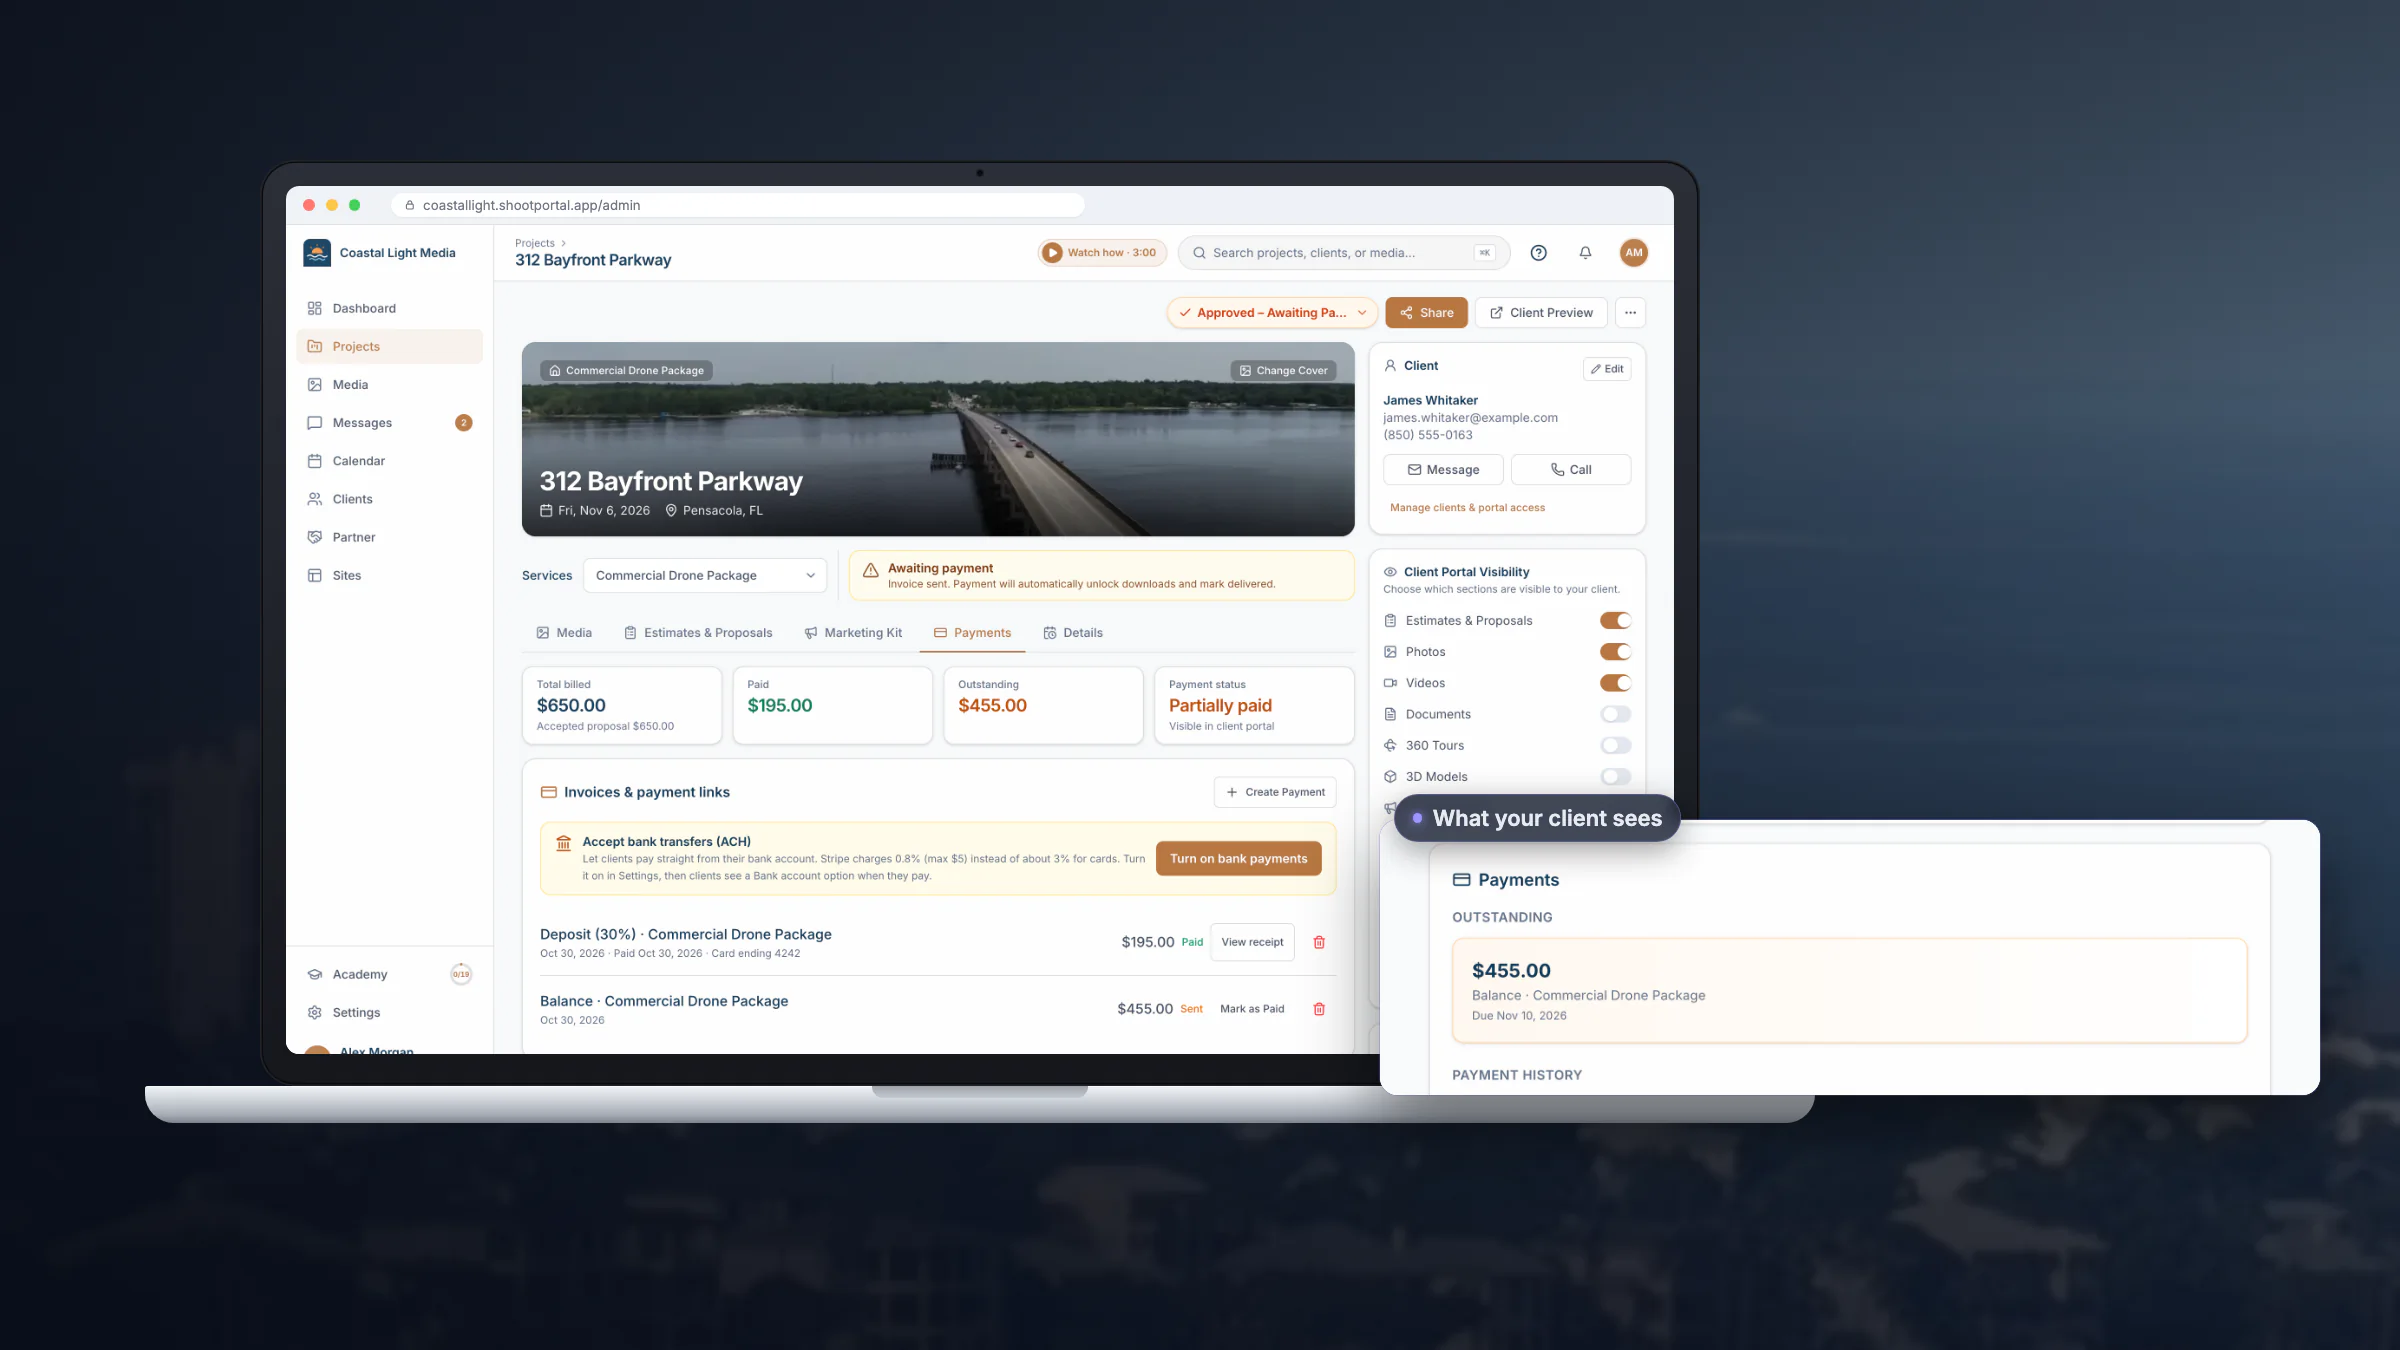 coastallight.shootportal.app/admin
Coastal Light Media
Projects
312 Bayfront Parkway
Watch how · 3:00
Search projects, clients, or media...
⌘K
AM
Dashboard
Projects
Media
Messages
2
Calendar
Clients
Partner
Sites
Academy
0/19
Settings
Alex Morgan
Approved – Awaiting Pa...
Share
Client Preview
Commercial Drone Package
Change Cover
312 Bayfront Parkway
Fri, Nov 6, 2026
Pensacola, FL
Services
Commercial Drone Package
Awaiting payment
Invoice sent. Payment will automatically unlock downloads and mark delivered.
Media
Estimates & Proposals
Marketing Kit
Payments
Details
Total billed
$650.00
Accepted proposal $650.00
Paid
$195.00
Outstanding
$455.00
Payment status
Partially paid
Visible in client portal
Invoices & payment links
Create Payment
Accept bank transfers (ACH)
Let clients pay straight from their bank account. Stripe charges 0.8% (max $5) instead of about 3% for cards. Turn
it on in Settings, then clients see a Bank account option when they pay.
Turn on bank payments
Deposit (30%) · Commercial Drone Package
Oct 30, 2026 · Paid Oct 30, 2026 · Card ending 4242
$195.00
Paid
View receipt
Balance · Commercial Drone Package
Oct 30, 2026
$455.00
Sent
Mark as Paid
Client
Edit
James Whitaker
james.whitaker@example.com
(850) 555-0163
Message
Call
Manage clients & portal access
Client Portal Visibility
Choose which sections are visible to your client.
Estimates & Proposals
Photos
Videos
Documents
360 Tours
3D Models
What your client sees
Payments
OUTSTANDING
$455.00
Balance · Commercial Drone Package
Due Nov 10, 2026
PAYMENT HISTORY